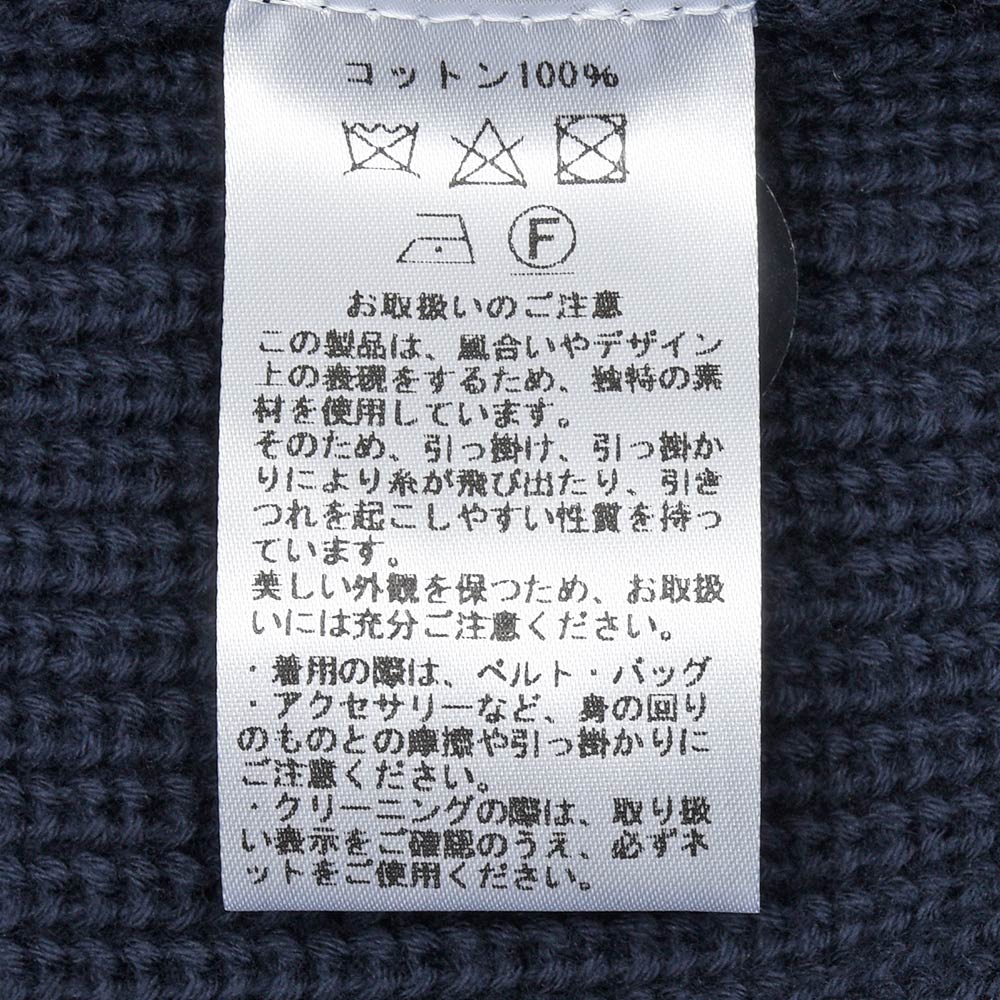 コットン100%
F
お取扱いのご注意
この製品は、風合いやデザイン
上の表現をするため、独特の素
材を使用しています。
そのため、引っ掛け、引っ掛か
りにより糸が飛び出たり、引き
つれを起こしやすい性質を持っ
ています。
美しい外観を保つため、お取扱
いには充分ご注意ください。
・着用の際は、ベルト・バッグ
・アクセサリーなど、身の回り
のものとの摩擦や引っ掛かりに
ご注意ください。
・クリーニングの際は、取り扱
い表示をご確認のうえ、必ずネ
ットをご使用ください。